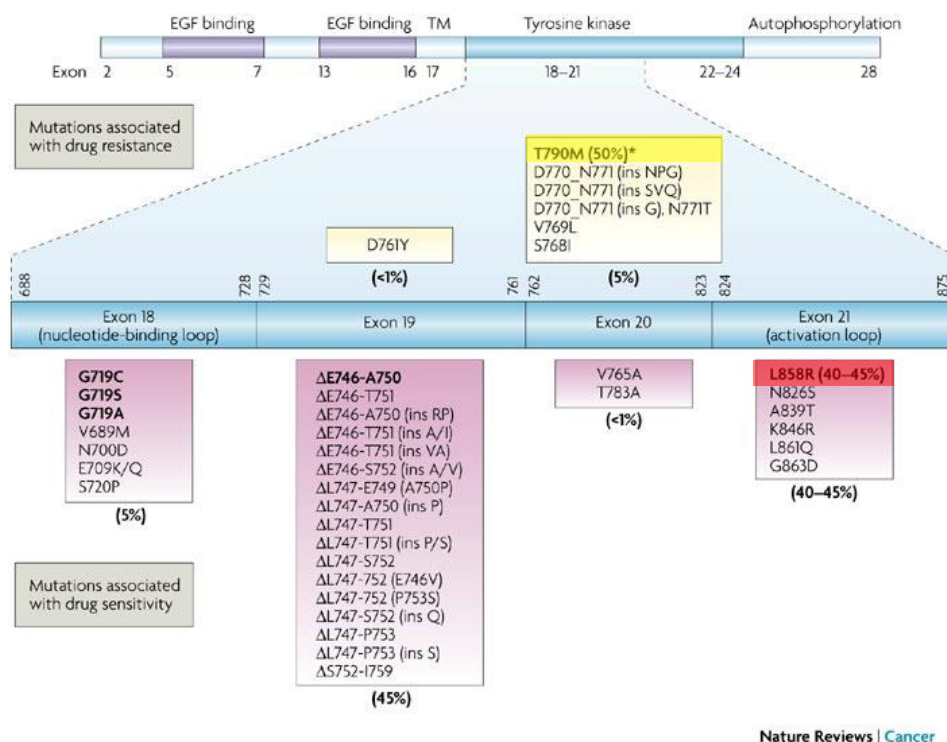 EGF binding EGF binding TM Tyrosine kinase Autophosphorylation
Exon 2 5 7 13 16 17 18–21 22–24 28
Mutations associated
with drug resistance
T790M (50%)*
D770_N771 (ins NPG)
D770_N771 (ins SVQ)
D770_N771 (ins G), N771T
V769L
S768I
D761Y
(<1%) (5%)
688 728 729 761 762 823 824 875
Exon 18
(nucleotide-binding loop)
Exon 19
Exon 20
Exon 21
(activation loop)
G719C
G719S
G719A
V689M
N700D
E709K/Q
S720P
(5%)
ΔE746-A750
ΔE746-T751
ΔE746-A750 (ins RP)
ΔE746-T751 (ins A/I)
ΔE746-T751 (ins VA)
ΔE746-S752 (ins A/V)
ΔL747-E749 (A750P)
ΔL747-A750 (ins P)
ΔL747-T751
ΔL747-T751 (ins P/S)
ΔL747-S752
ΔL747-752 (E746V)
ΔL747-752 (P753S)
ΔL747-S752 (ins Q)
ΔL747-P753
ΔL747-P753 (ins S)
ΔS752-I759
(45%)
V765A
T783A
(<1%)
L858R (40–45%)
N826S
A839T
K846R
L861Q
G863D
(40–45%)
Mutations associated
with drug sensitivity
Nature Reviews | Cancer